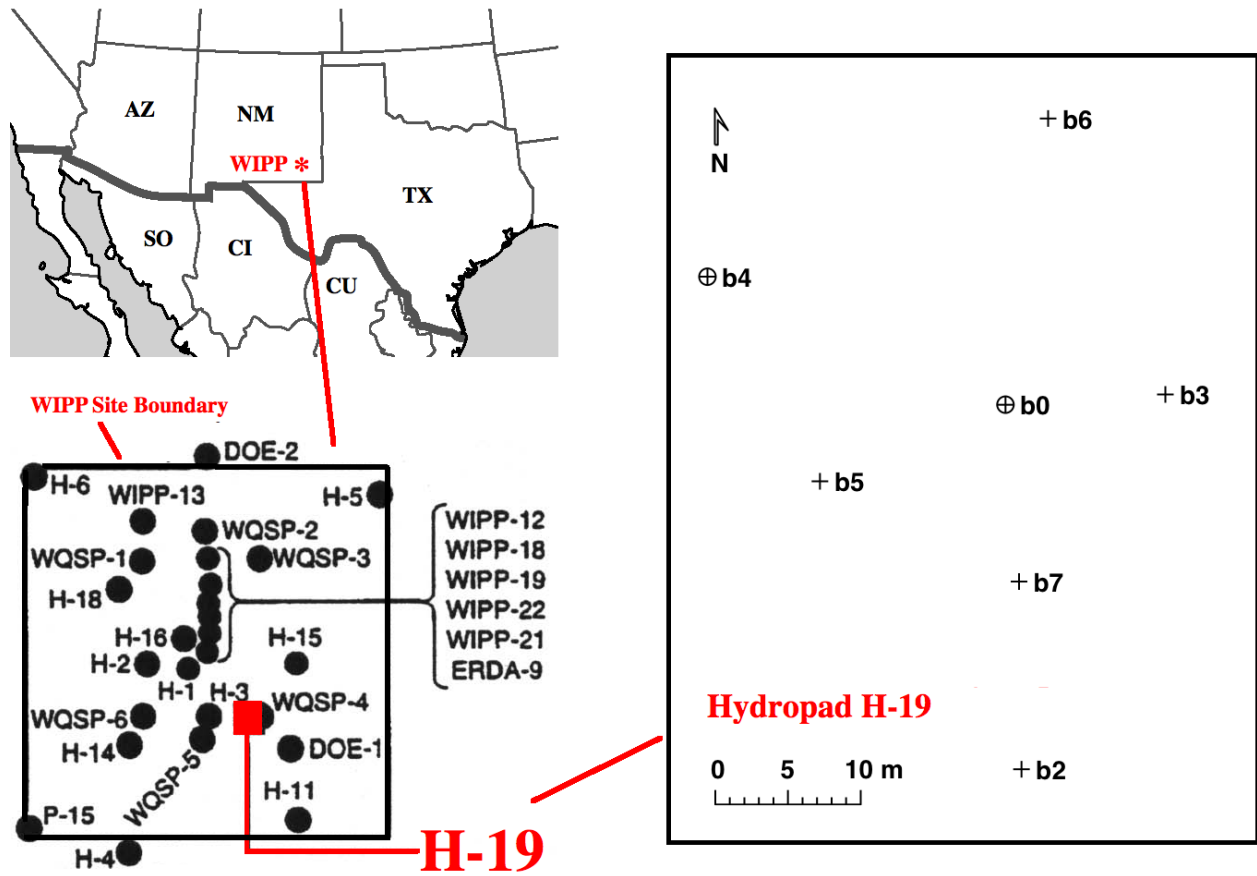 AZ
NM
WIPP *
TX
SO
CI
CU
WIPP Site Boundary
DOE-2
H-6
H-5
WIPP-13
WQSP-2
WQSP-1
WQSP-3
H-18
H-16
H-15
H-2
H-1
H-3
WQSP-4
WQSP-6
H-14
WQSP-5
DOE-1
H-11
P-15
H-4
WIPP-12
WIPP-18
WIPP-19
WIPP-22
WIPP-21
ERDA-9
H-19
N
b6
b4
b0
b3
b5
b7
Hydropad H-19
b2
0 5 10 m